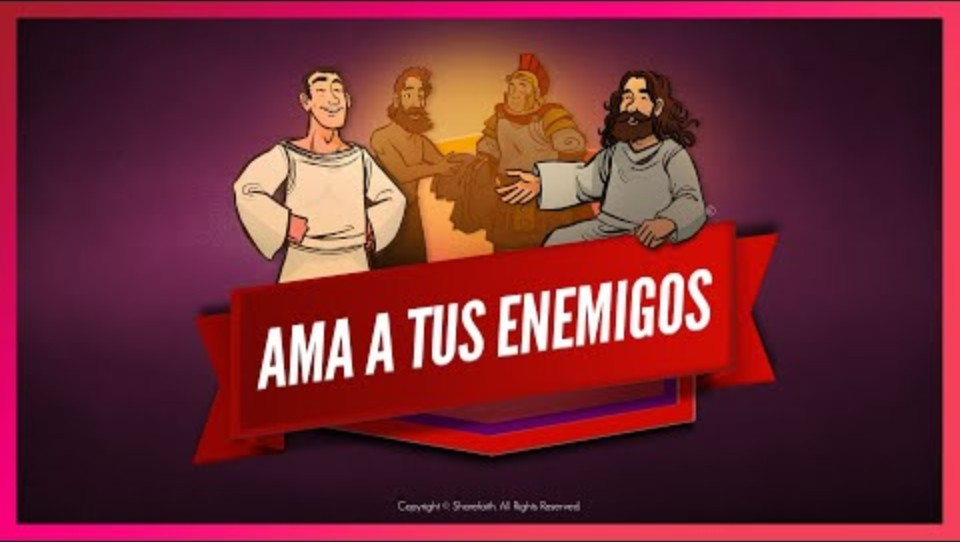 AMA A TUS ENEMIGOS
Copyright © Sharefaith. All Rights Reserved.